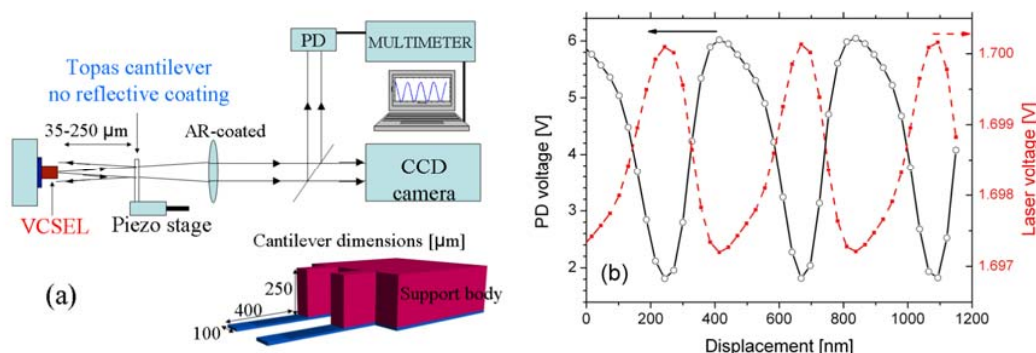 PD
MULTIMETER
Topas cantilever
no reflective coating
35-250 μm
AR-coated
CCD
camera
VCSEL
Piezo stage
Cantilever dimensions [μm]
250
400
100
Support body
(a)
PD voltage [V]
6
5
4
3
2
(b)
0 200 400 600 800 1000 1200
Displacement [nm]
1.700
1.699
1.698
1.697
Laser voltage [V]